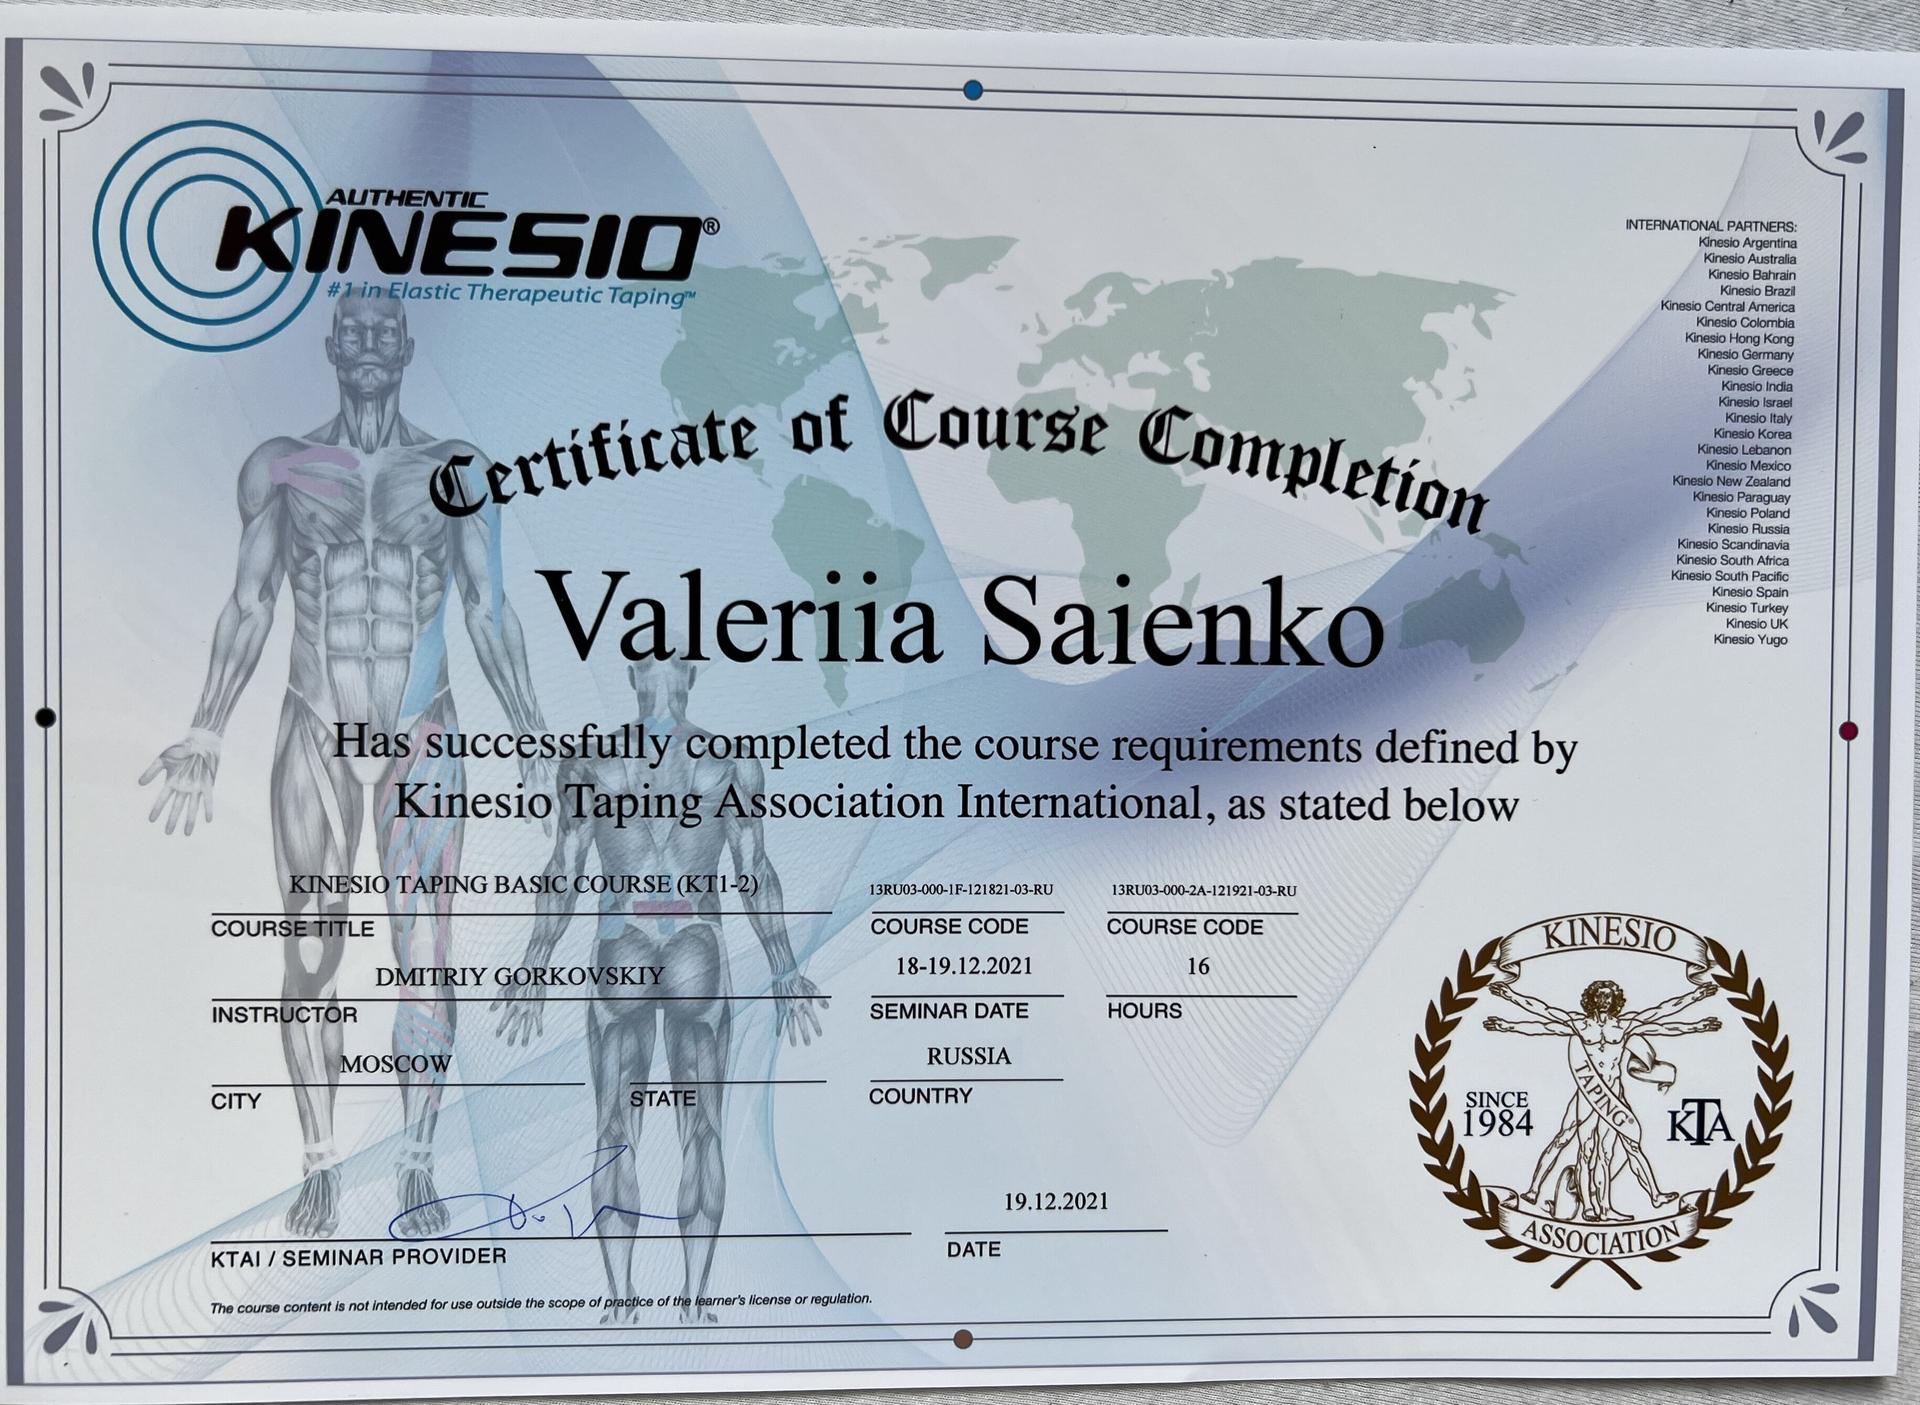 AUTHENTIC
KINESIO®
#1 in Elastic Therapeutic Taping™
INTERNATIONAL PARTNERS:
Kinesio Argentina
Kinesio Australia
Kinesio Bahrain
Kinesio Brazil
Kinesio Central America
Kinesio Colombia
Kinesio Hong Kong
Kinesio Germany
Kinesio Greece
Kinesio India
Kinesio Israel
Kinesio Italy
Kinesio Korea
Kinesio Lebanon
Kinesio Mexico
Kinesio New Zealand
Kinesio Paraguay
Kinesio Poland
Kinesio Russia
Kinesio Scandinavia
Kinesio South Africa
Kinesio South Pacific
Kinesio Spain
Kinesio Turkey
Kinesio UK
Kinesio Yugo
Certificate of Course Completion
Valeriia Saienko
Has successfully completed the course requirements defined by
Kinesio Taping Association International, as stated below
KINESIO TAPING BASIC COURSE (KT1-2)
COURSE TITLE
13RU03-000-1F-121821-03-RU
COURSE CODE
13RU03-000-2A-121921-03-RU
COURSE CODE
DMITRIY GORKOVSKIY
INSTRUCTOR
18-19.12.2021
SEMINAR DATE
16
HOURS
MOSCOW
CITY
STATE
RUSSIA
COUNTRY
KTAI / SEMINAR PROVIDER
19.12.2021
DATE
The course content is not intended for use outside the scope of practice of the learner's license or regulation.
KINESIO
TAPING®
SINCE
1984
KTA
ASSOCIATION